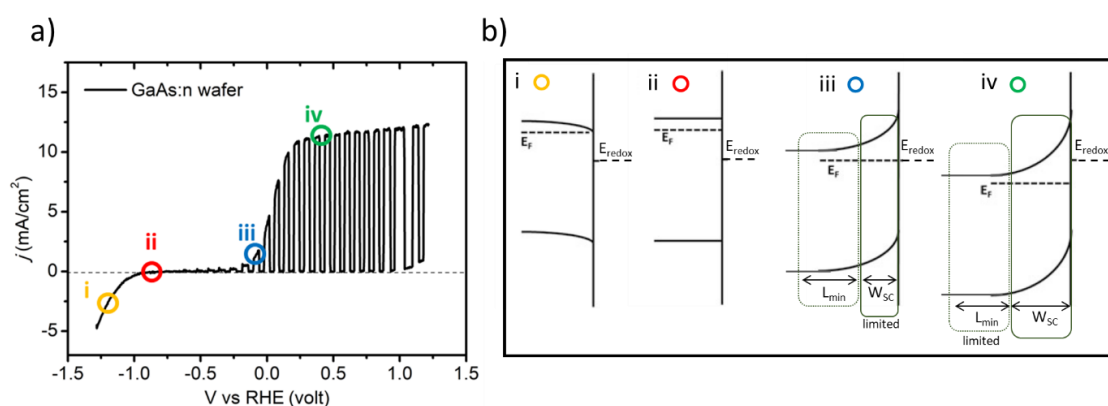 a)
15
10
5
0
-5
j (mA/cm²)
GaAs:n wafer
i
ii
iii
iv
-1.5 -1.0 -0.5 0.0 0.5 1.0 1.5
V vs RHE (volt)
b)
i
E_F
E_redox
ii
E_F
E_redox
iii
E_redox
E_F
L_min W_SC
limited
iv
E_redox
E_F
L_min W_SC
limited